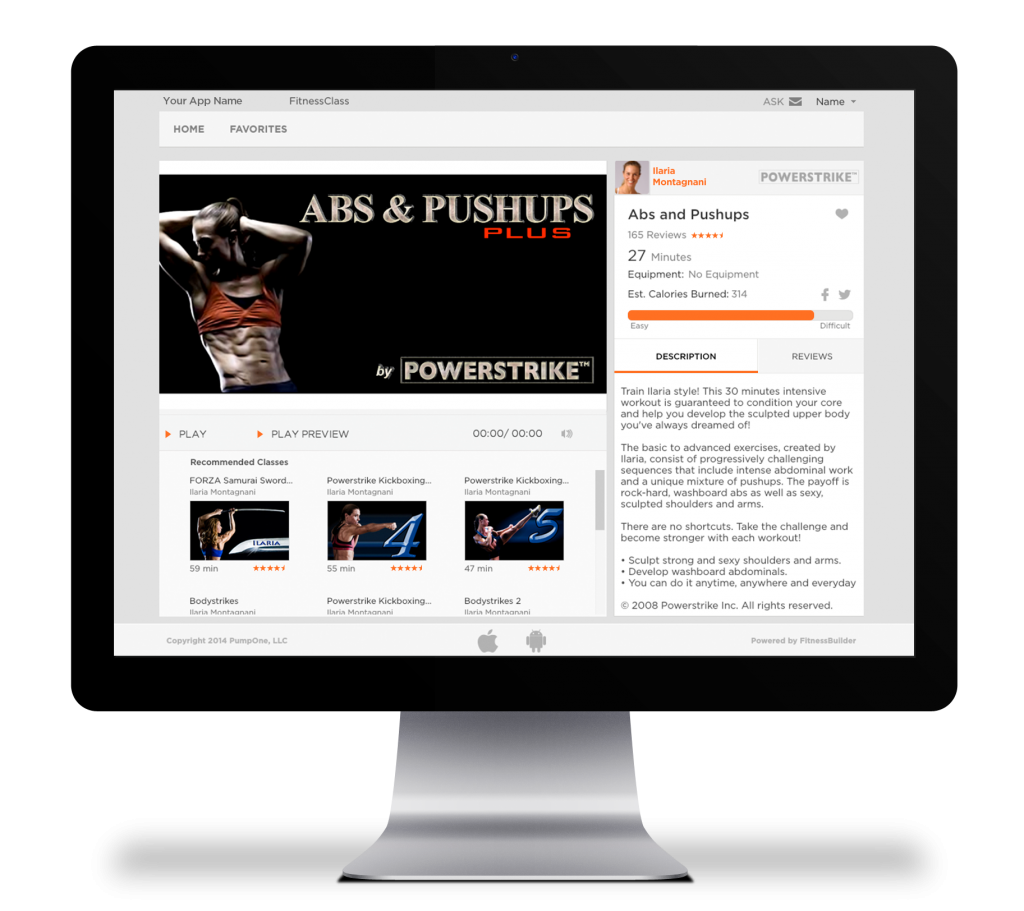 Your App Name
FitnessClass
ASK
Name
HOME
FAVORITES
ABS & PUSHUPS
PLUS
by POWERSTRIKE™
PLAY
PLAY PREVIEW
00:00/ 00:00
Recommended Classes
FORZA Samurai Sword...
Ilaria Montagnani
ILARIA
59 min
Powerstrike Kickboxing...
Ilaria Montagnani
4
55 min
Powerstrike Kickboxing...
Ilaria Montagnani
5
47 min
Bodystrikes
Ilaria Montagnani
Powerstrike Kickboxing...
Ilaria Montagnani
Bodystrikes 2
Ilaria Montagnani
Ilaria
Montagnani
POWERSTRIKE™
Abs and Pushups
165 Reviews
27 Minutes
Equipment: No Equipment
Est. Calories Burned: 314
Easy
Difficult
DESCRIPTION
REVIEWS
Train Ilaria style! This 30 minutes intensive
workout is guaranteed to condition your core
and help you develop the sculpted upper body
you've always dreamed of!
The basic to advanced exercises, created by
Ilaria, consist of progressively challenging
sequences that include intense abdominal work
and a unique mixture of pushups. The payoff is
rock-hard, washboard abs as well as sexy,
sculpted shoulders and arms.
There are no shortcuts. Take the challenge and
become stronger with each workout!
• Sculpt strong and sexy shoulders and arms.
• Develop washboard abdominals.
• You can do it anytime, anywhere and everyday
© 2008 Powerstrike Inc. All rights reserved.
Copyright 2014 PumpOne, LLC
Powered by FitnessBuilder